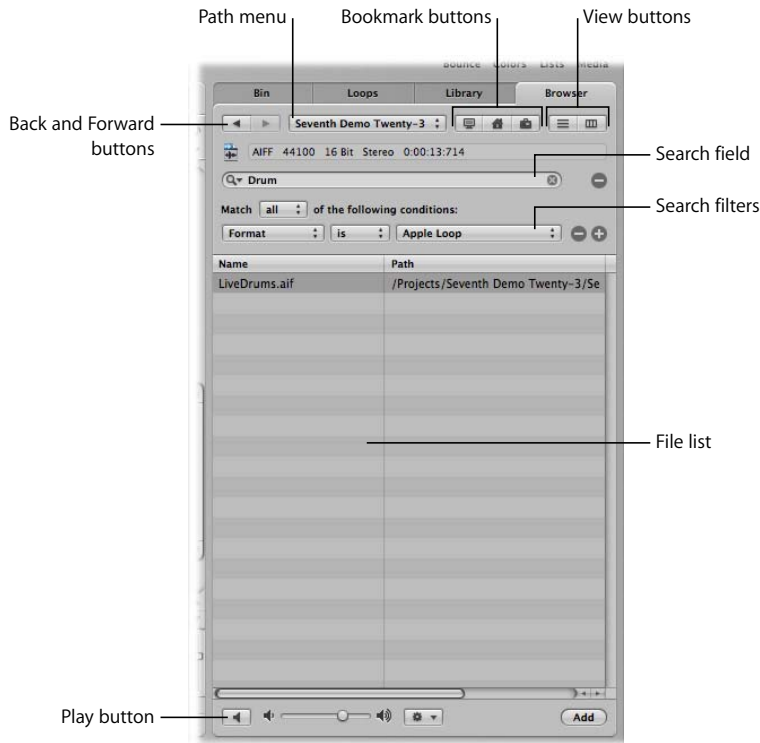 Path menu
Bookmark buttons
View buttons
Bounce Colors Lists Media
Bin Loops Library Browser
Back and Forward
buttons
Seventh Demo Twenty-3
AIFF 44100 16 Bit Stereo 0:00:13:714
Search field
Drum
Search filters
Match all of the following conditions:
Format is Apple Loop
Name Path
LiveDrums.aif /Projects/Seventh Demo Twenty-3/Se
File list
Play button
Add